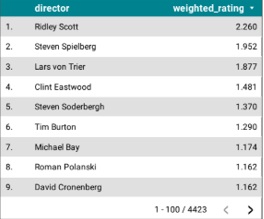 director weighted_rating
1. Ridley Scott 2.260
2. Steven Spielberg 1.952
3. Lars von Trier 1.877
4. Clint Eastwood 1.481
5. Steven Soderbergh 1.370
6. Tim Burton 1.290
7. Michael Bay 1.174
8. Roman Polanski 1.162
9. David Cronenberg 1.162
1 - 100 / 4423